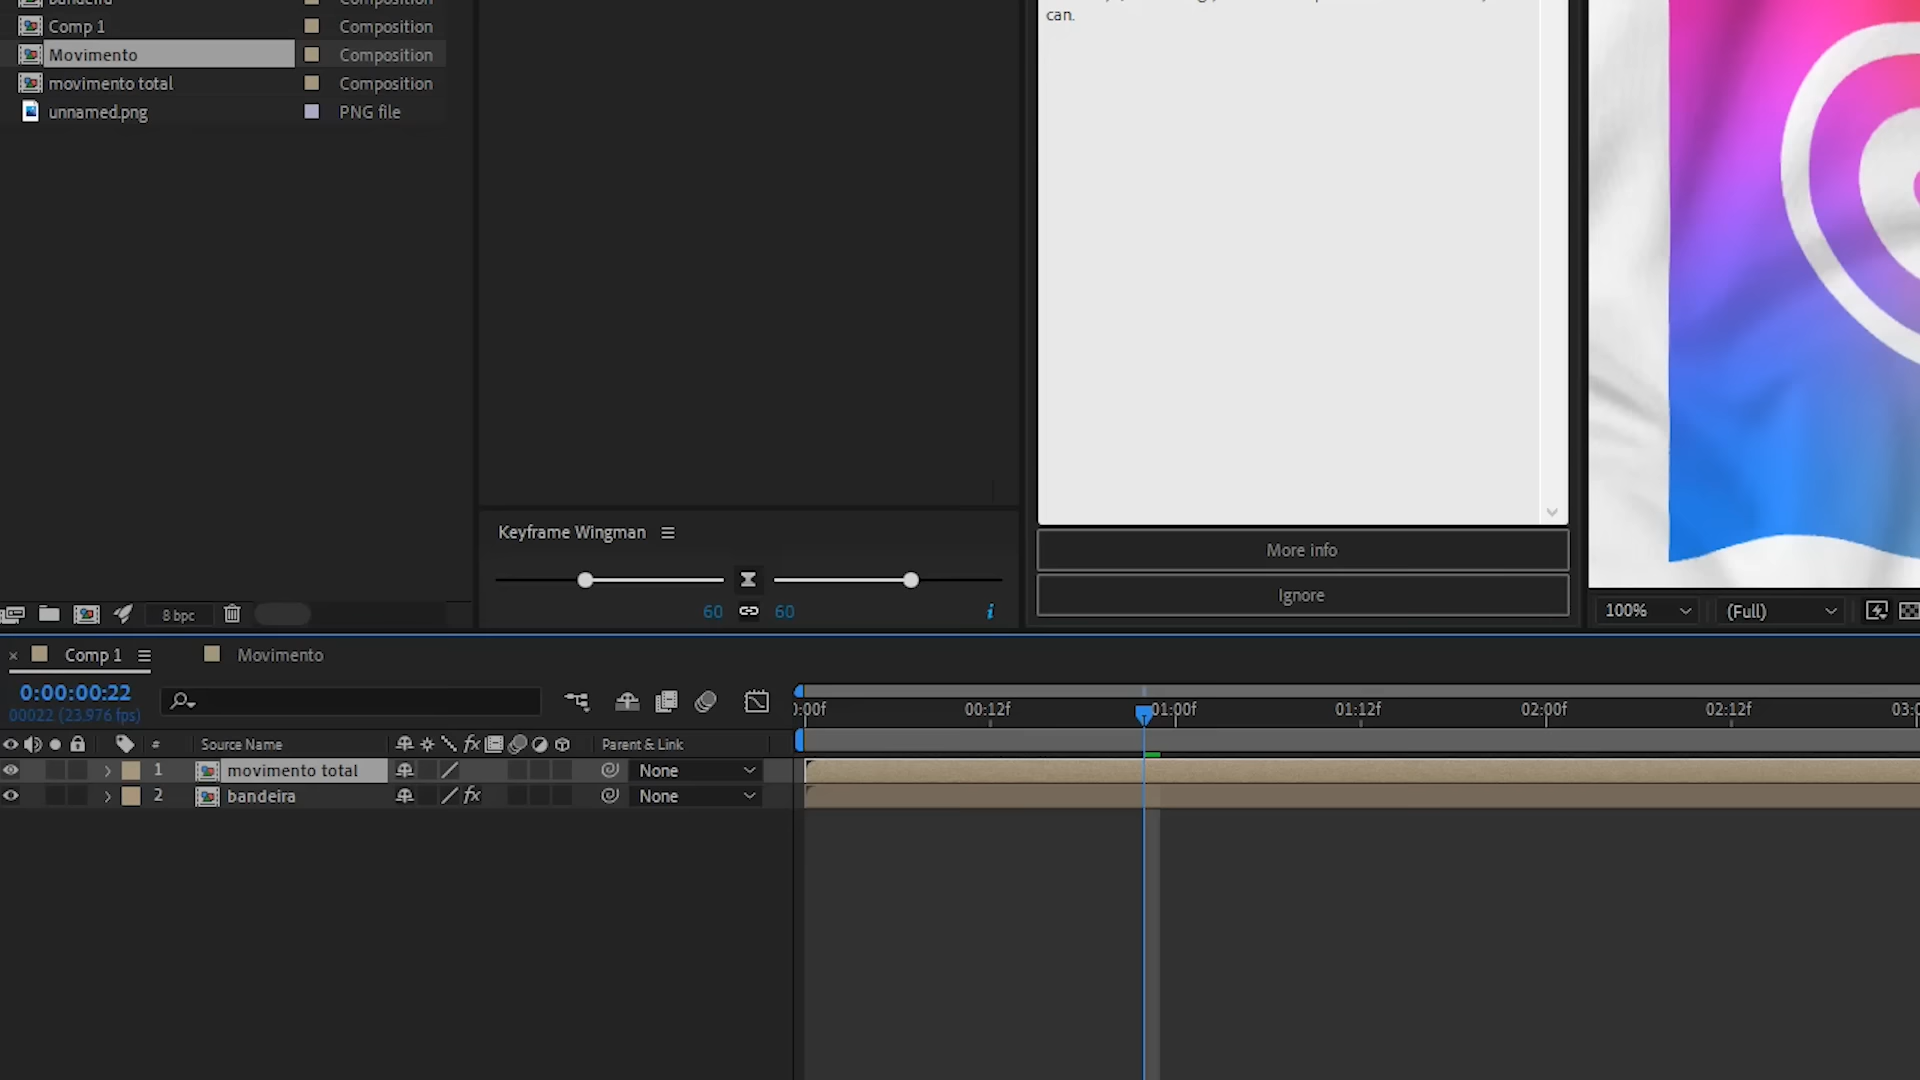 Comp 1 Composition
Movimento Composition
movimento total Composition
unnamed.png PNG file
can.
Keyframe Wingman
60 60
More info
Ignore
8 bpc
100% (Full)
Comp 1 Movimento
0:00:00:22
00022 (23.976 fps)
00:12f 01:00f 01:12f 02:00f 02:12f
# Source Name fx Parent & Link
1 movimento total None
2 bandeira fx None